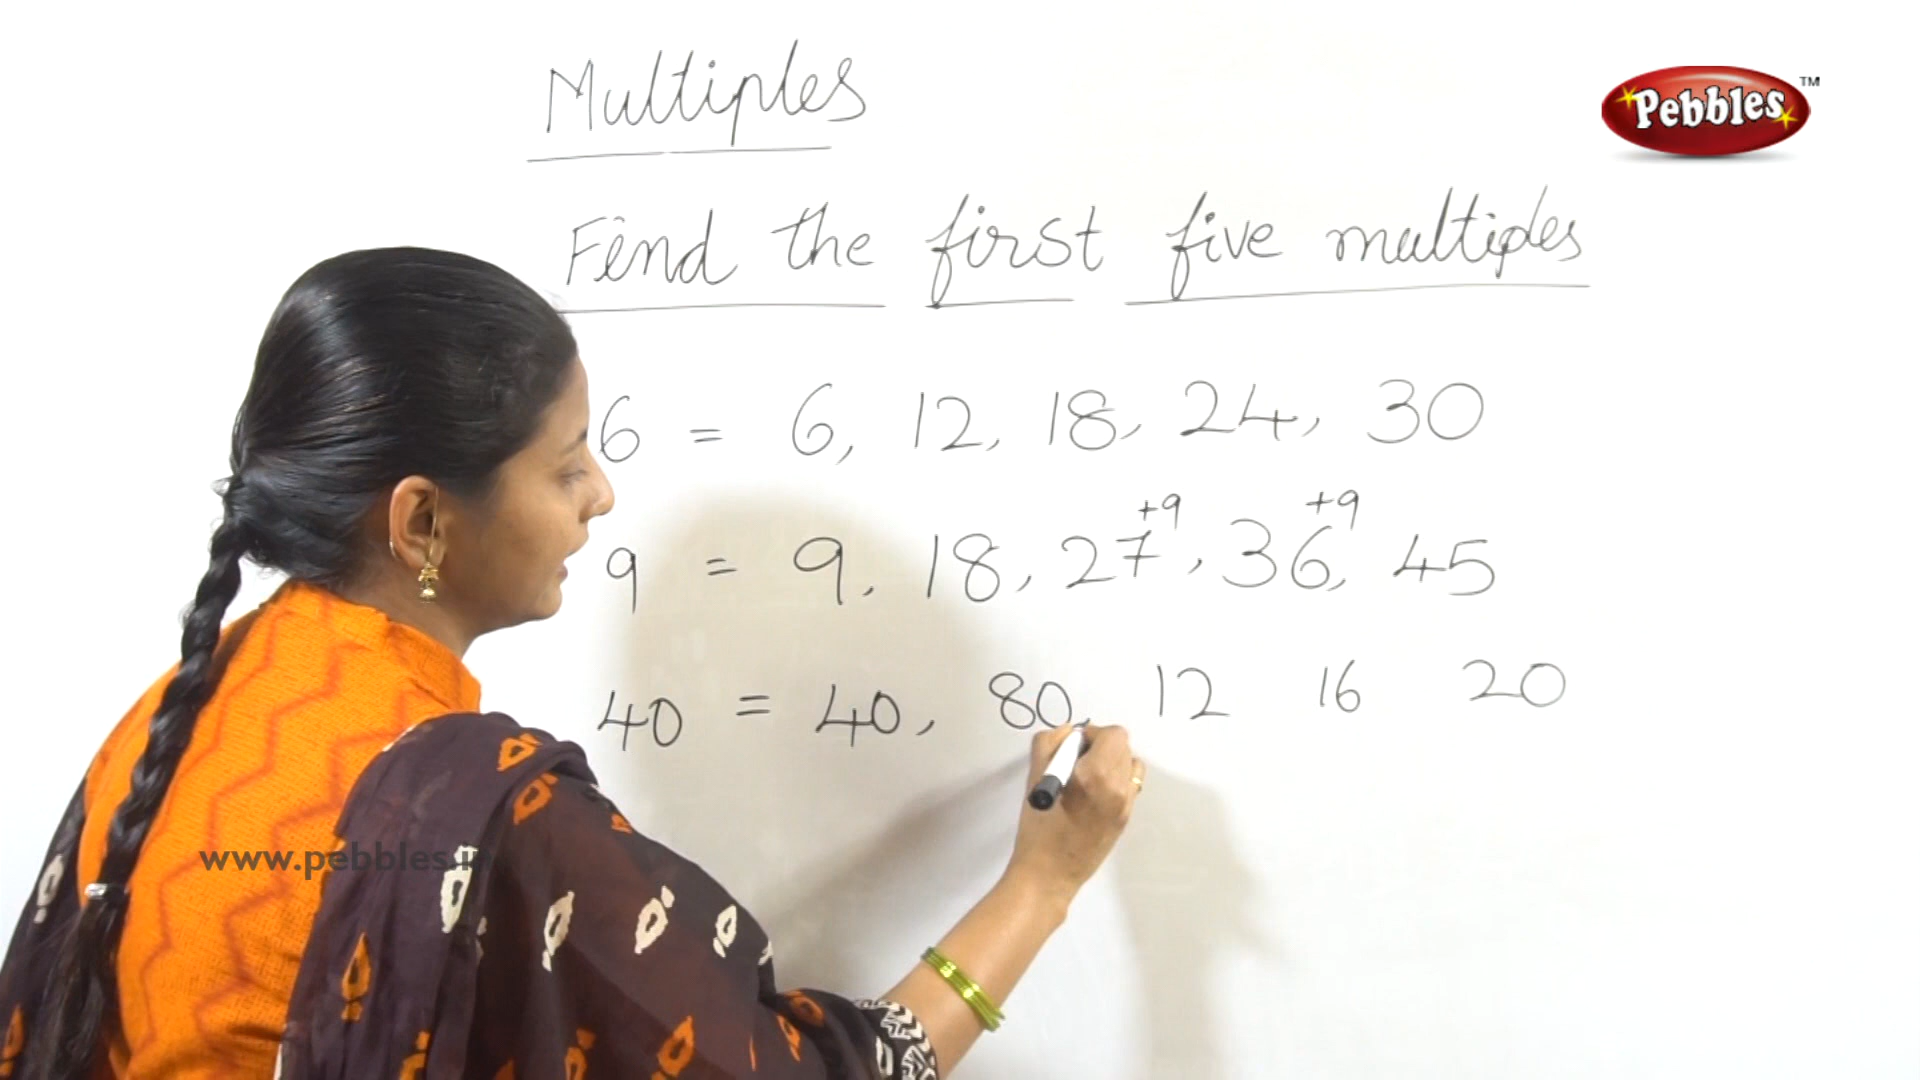 Multiples
Pebbles™
Find the first five multiples
6 = 6, 12, 18, 24, 30
+9 +9
9 = 9, 18, 27, 36, 45
40 = 40, 80, 12 16 20
www.pebbles.in